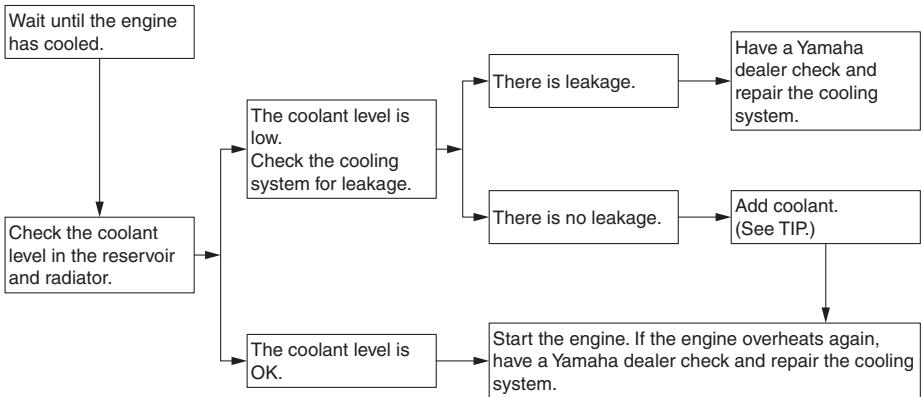 Wait until the engine
has cooled.
Check the coolant
level in the reservoir
and radiator.
The coolant level is
low.
Check the cooling
system for leakage.
There is leakage.
Have a Yamaha
dealer check and
repair the cooling
system.
There is no leakage.
Add coolant.
(See TIP.)
The coolant level is
OK.
Start the engine. If the engine overheats again,
have a Yamaha dealer check and repair the cooling
system.